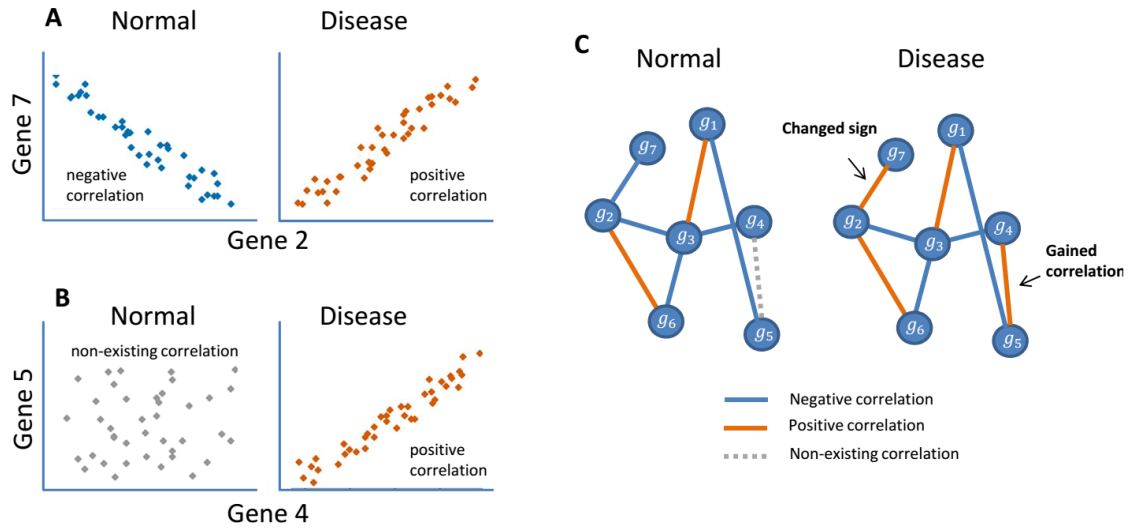 A
Normal
Disease
Gene 7
negative
correlation
positive
correlation
Gene 2
B
Normal
Disease
Gene 5
non-existing correlation
positive
correlation
Gene 4
C
Normal
Disease
g1
g7
g2
g3
g4
g6
g5
Changed sign
g1
g7
g2
g3
g4
g6
g5
Gained
correlation
Negative correlation
Positive correlation
Non-existing correlation